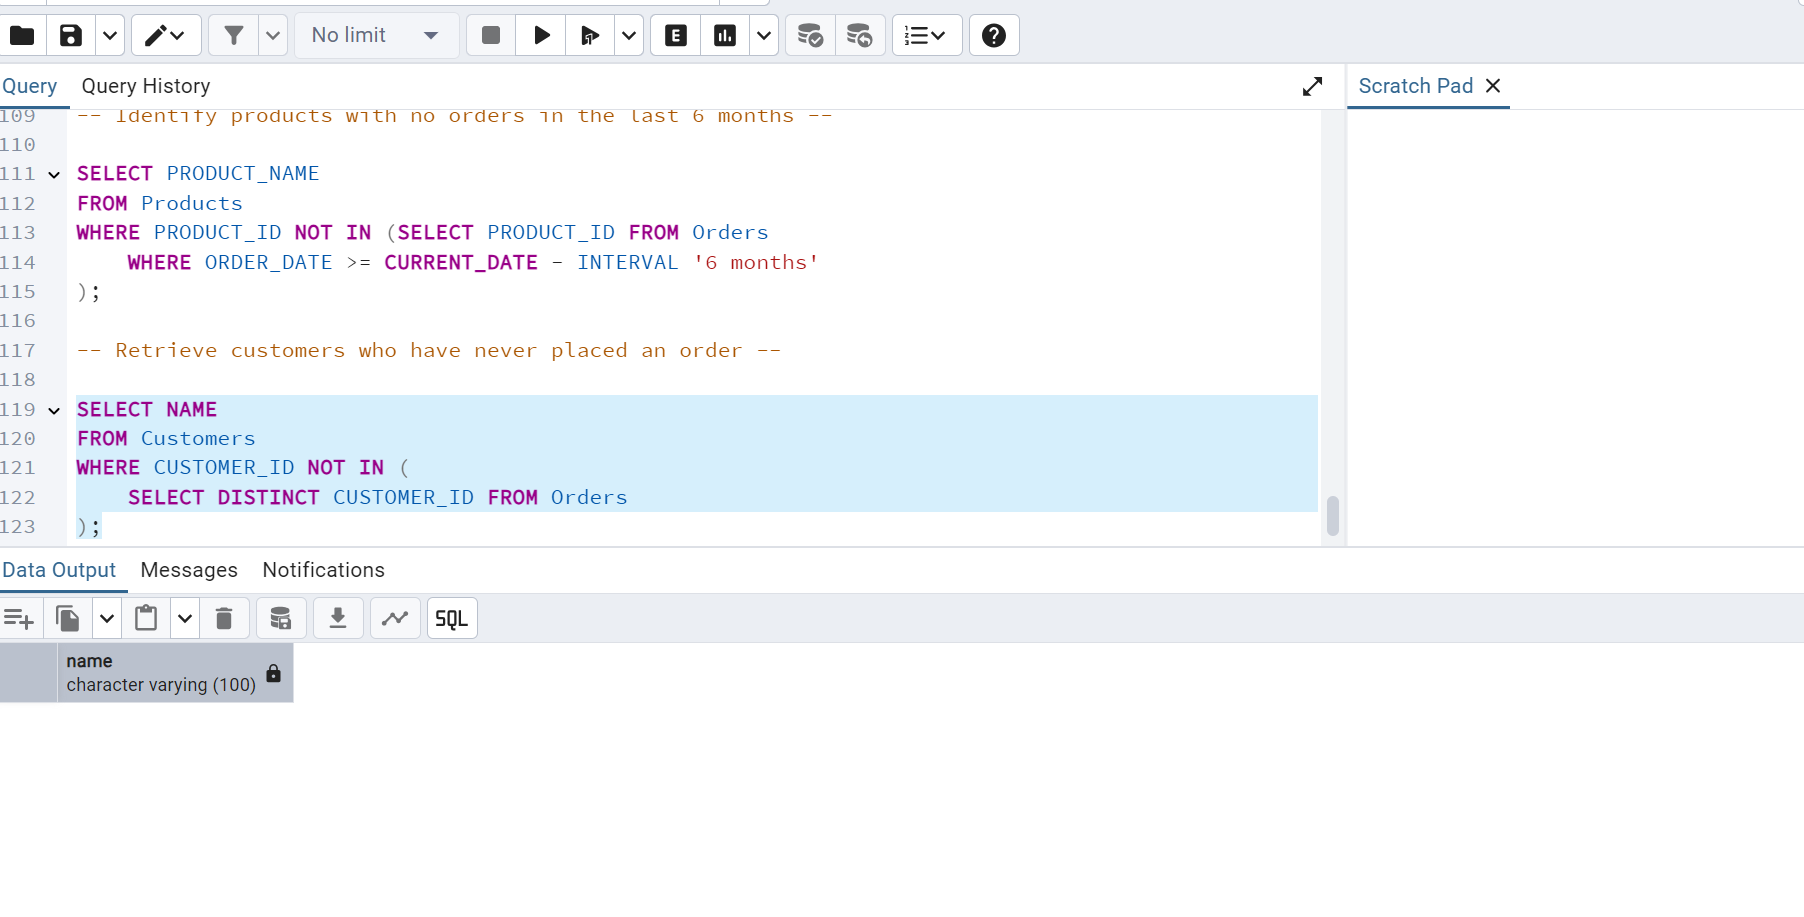 No limit
E
Query Query History
Scratch Pad
109 -- Identify products with no orders in the last 6 months --
110
111 SELECT PRODUCT_NAME
112 FROM Products
113 WHERE PRODUCT_ID NOT IN (SELECT PRODUCT_ID FROM Orders
114 WHERE ORDER_DATE >= CURRENT_DATE - INTERVAL '6 months'
115 );
116
117 -- Retrieve customers who have never placed an order --
118
119 SELECT NAME
120 FROM Customers
121 WHERE CUSTOMER_ID NOT IN (
122 SELECT DISTINCT CUSTOMER_ID FROM Orders
123 );
Data Output Messages Notifications
SQL
name
character varying (100)